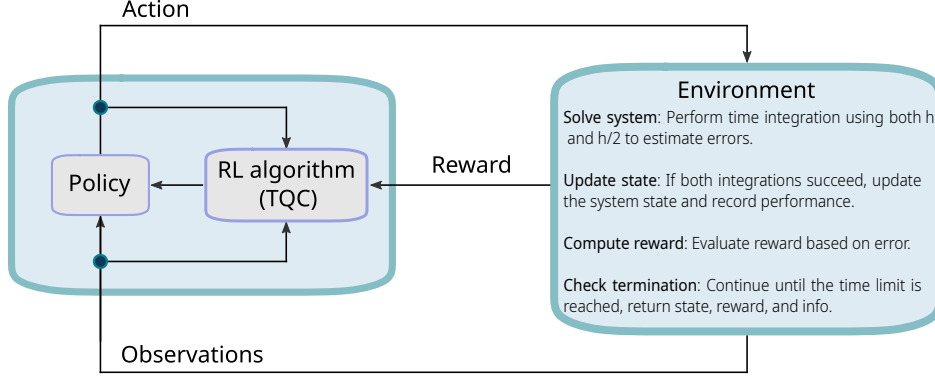 Action
Environment
Solve system: Perform time integration using both h
and h/2 to estimate errors.
Update state: If both integrations succeed, update
the system state and record performance.
Compute reward: Evaluate reward based on error.
Check termination: Continue until the time limit is
reached, return state, reward, and info.
Policy
RL algorithm
(TQC)
Reward
Observations